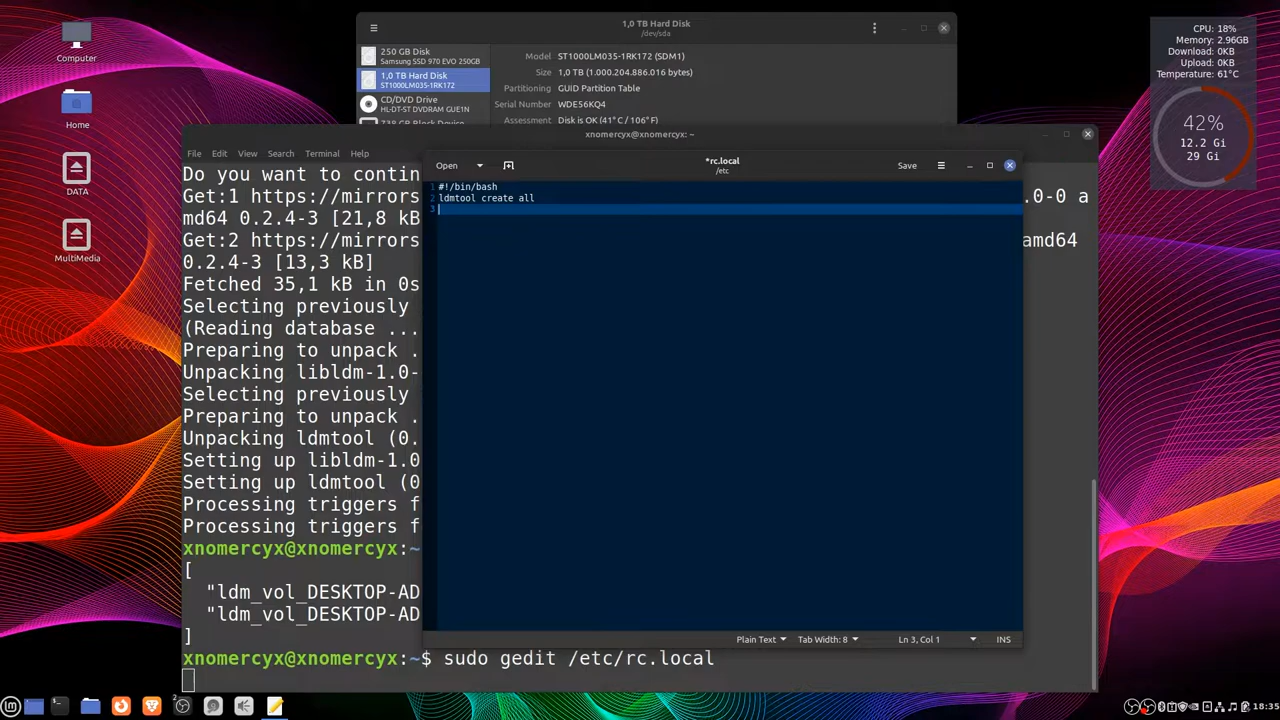 Computer
Home
DATA
MultiMedia
1,0 TB Hard Disk
/dev/sda
250 GB Disk
Samsung SSD 970 EVO 250GB
1,0 TB Hard Disk
ST1000LM035-1RK172
CD/DVD Drive
HL-DT-ST DVDRAM GUE1N
Model ST1000LM035-1RK172 (SDM1)
Size 1,0 TB (1.000.204.886.016 bytes)
Partitioning GUID Partition Table
Serial Number WDE56KQ4
Assessment Disk is OK (41° C / 106° F)
CPU: 18%
Memory: 2.96GB
Download: 0KB
Upload: 0KB
Temperature: 61°C
42%
12.2 Gi
29 Gi
xnomercyx@xnomercyx: ~
File Edit View Search Terminal Help
Do you want to contin
Get:1 https://mirrors .0-0 a
md64 0.2.4-3 [21,8 kB
Get:2 https://mirrors amd64
0.2.4-3 [13,3 kB]
Fetched 35,1 kB in 0s
Selecting previously
(Reading database ...
Preparing to unpack .
Unpacking libldm-1.0-
Selecting previously
Preparing to unpack .
Unpacking ldmtool (0.
Setting up libldm-1.0
Setting up ldmtool (0
Processing triggers f
Processing triggers f
xnomercyx@xnomercyx:~
[
"ldm_vol_DESKTOP-AD
"ldm_vol_DESKTOP-AD
]
xnomercyx@xnomercyx:~$ sudo gedit /etc/rc.local
Open *rc.local Save
/etc
1 #!/bin/bash
2 ldmtool create all
3
Plain Text Tab Width: 8 Ln 3, Col 1 INS
2
18:35